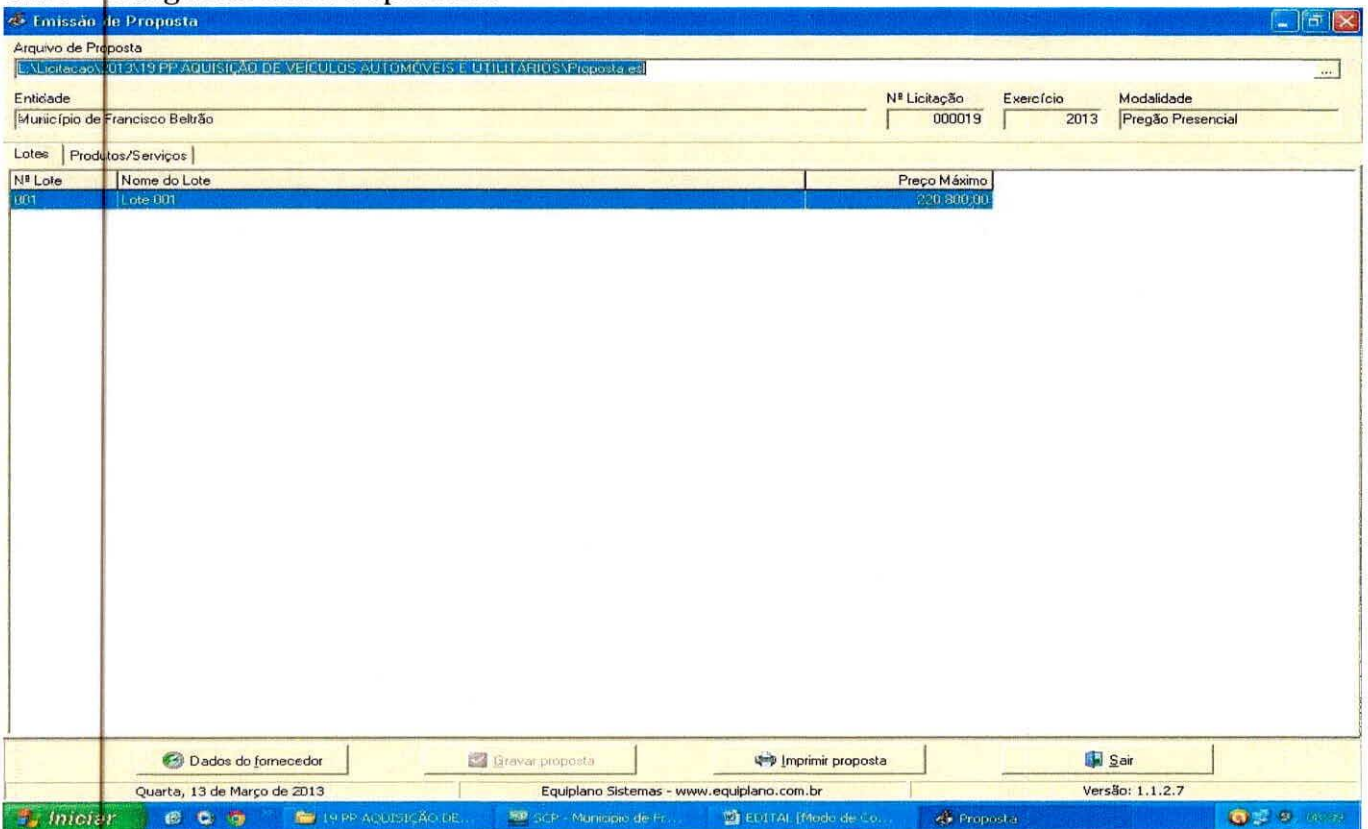 Emissão de Proposta
Arquivo de Proposta
L:\Licitacao\2013\19 PP AQUISIÇÃO DE VEÍCULOS AUTOMÓVEIS E UTILITÁRIOS\Proposta.esl
...
Entidade Nº Licitação Exercício Modalidade
Município de Francisco Beltrão 000019 2013 Pregão Presencial
Lotes Produtos/Serviços
Nº Lote Nome do Lote Preço Máximo
001 Lote 001 220.800,00
Dados do fornecedor Gravar proposta Imprimir proposta Sair
Quarta, 13 de Março de 2013 Equiplano Sistemas - www.equiplano.com.br Versão: 1.1.2.7
Iniciar 19 PP AQUISIÇÃO DE... SCP - Municipio de Fr... EDITAL [Modo de Co... Proposta